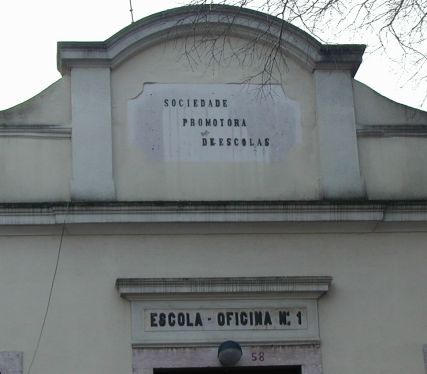 SOCIEDADE
PROMOTORA
DE ESCOLAS
ESCOLA-OFICINA Nº. 1
58